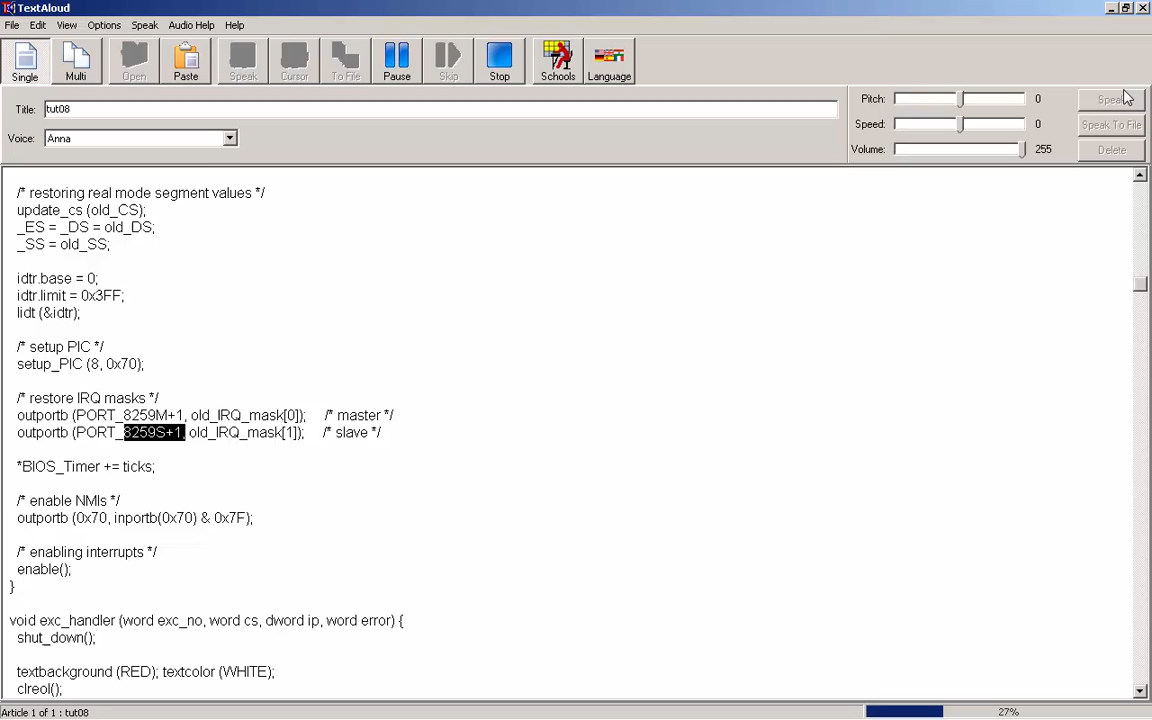 TextAloud
File Edit View Options Speak Audio Help Help
Single Multi Open Paste Speak Cursor To File Pause Skip Stop Schools Language
Title: tut08
Voice: Anna
Pitch: 0 Speak
Speed: 0 Speak To File
Volume: 255 Delete
/* restoring real mode segment values */
update_cs (old_CS);
_ES = _DS = old_DS;
_SS = old_SS;
idtr.base = 0;
idtr.limit = 0x3FF;
lidt (&idtr);
/* setup PIC */
setup_PIC (8, 0x70);
/* restore IRQ masks */
outportb (PORT_8259M+1, old_IRQ_mask[0]); /* master */
outportb (PORT_8259S+1, old_IRQ_mask[1]); /* slave */
*BIOS_Timer += ticks;
/* enable NMIs */
outportb (0x70, inportb(0x70) & 0x7F);
/* enabling interrupts */
enable();
}
void exc_handler (word exc_no, word cs, dword ip, word error) {
shut_down();
textbackground (RED); textcolor (WHITE);
clreol();
Article 1 of 1 : tut08 27%